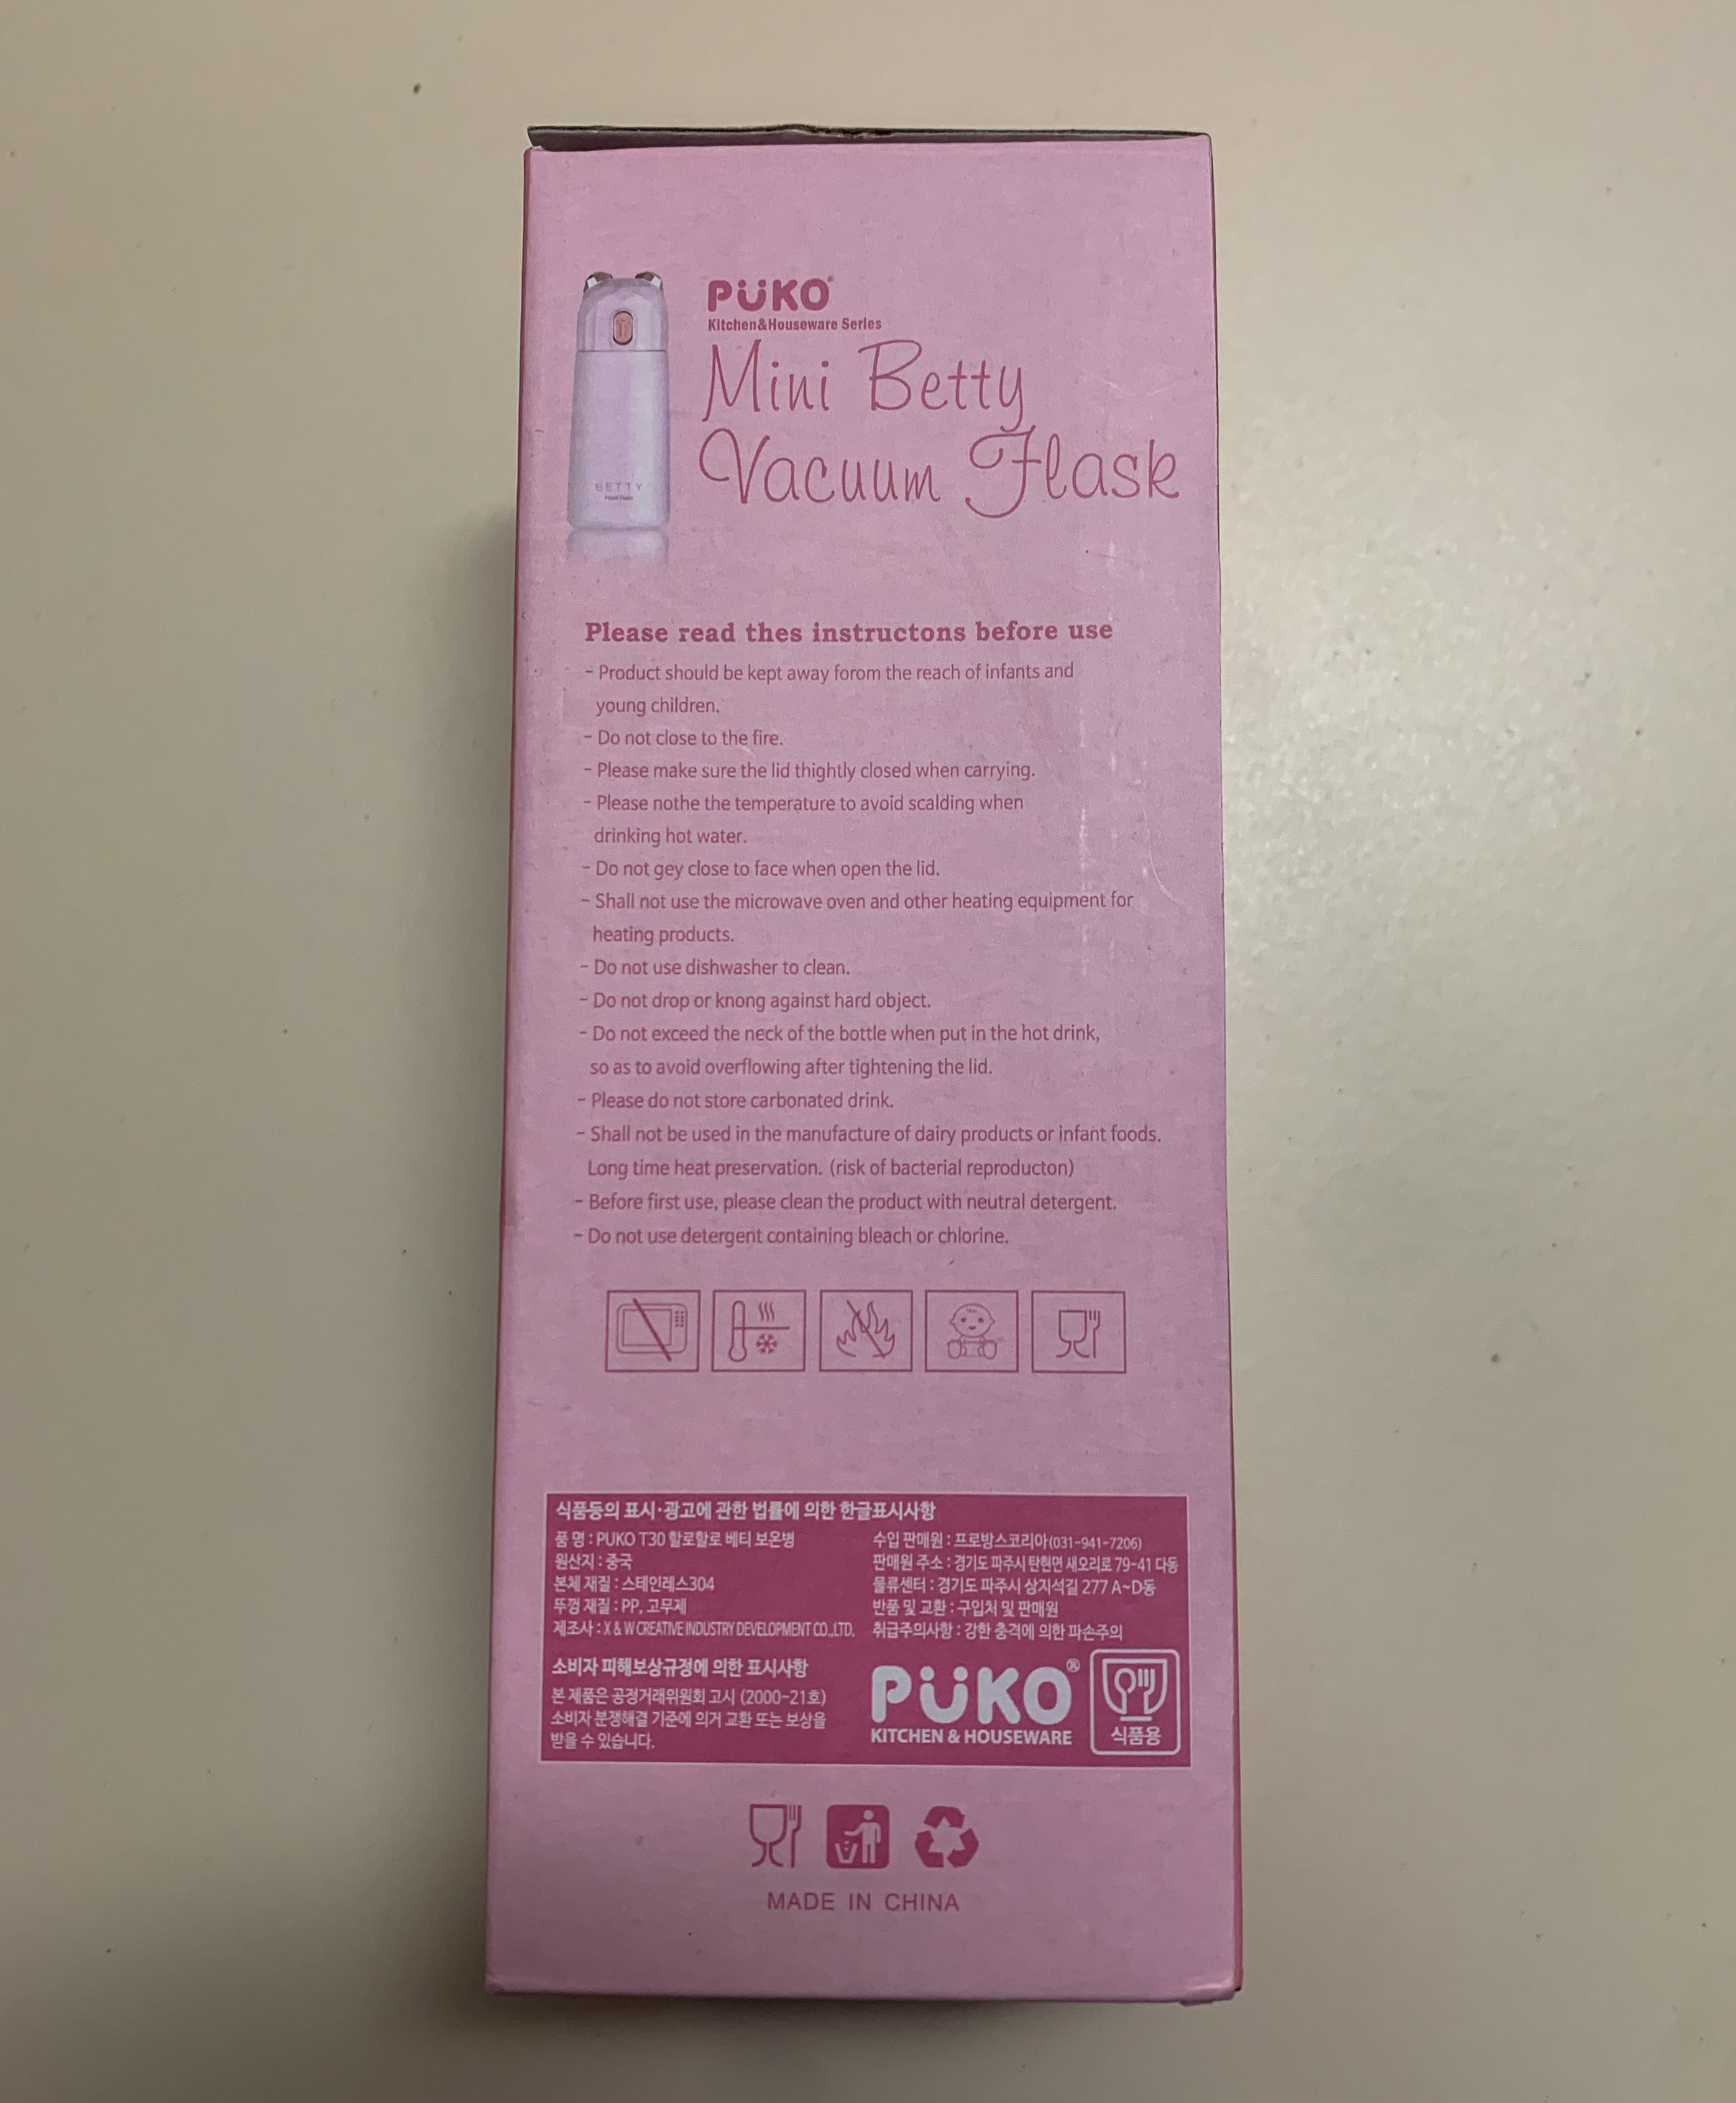 BETTY
PUKO
Kitchen&Houseware Series
Mini Betty
Vacuum Flask
Please read thes instructons before use
- Product should be kept away forom the reach of infants and
young children.
- Do not close to the fire.
- Please make sure the lid thightly closed when carrying.
- Please nothe the temperature to avoid scalding when
drinking hot water.
- Do not gey close to face when open the lid.
- Shall not use the microwave oven and other heating equipment for
heating products.
- Do not use dishwasher to clean.
- Do not drop or knong against hard object.
- Do not exceed the neck of the bottle when put in the hot drink,
so as to avoid overflowing after tightening the lid.
- Please do not store carbonated drink.
- Shall not be used in the manufacture of dairy products or infant foods.
Long time heat preservation. (risk of bacterial reproducton)
- Before first use, please clean the product with neutral detergent.
- Do not use detergent containing bleach or chlorine.
식품등의 표시·광고에 관한 법률에 의한 한글표시사항
품 명 : PUKO T30 할로할로 베티 보온병
원산지 : 중국
본체 재질 : 스테인레스304
뚜껑 재질 : PP, 고무제
제조사 : X & W CREATIVE INDUSTRY DEVELOPMENT CO.,LTD.
수입 판매원 : 프로방스코리아(031-941-7206)
판매원 주소 : 경기도 파주시 탄현면 새오리로 79-41 다동
물류센터 : 경기도 파주시 상지석길 277 A~D동
반품 및 교환 : 구입처 및 판매원
취급주의사항 : 강한 충격에 의한 파손주의
소비자 피해보상규정에 의한 표시사항
본 제품은 공정거래위원회 고시 (2000-21호)
소비자 분쟁해결 기준에 의거 교환 또는 보상을
받을 수 있습니다.
PUKO®
KITCHEN & HOUSEWARE
식품용
MADE IN CHINA